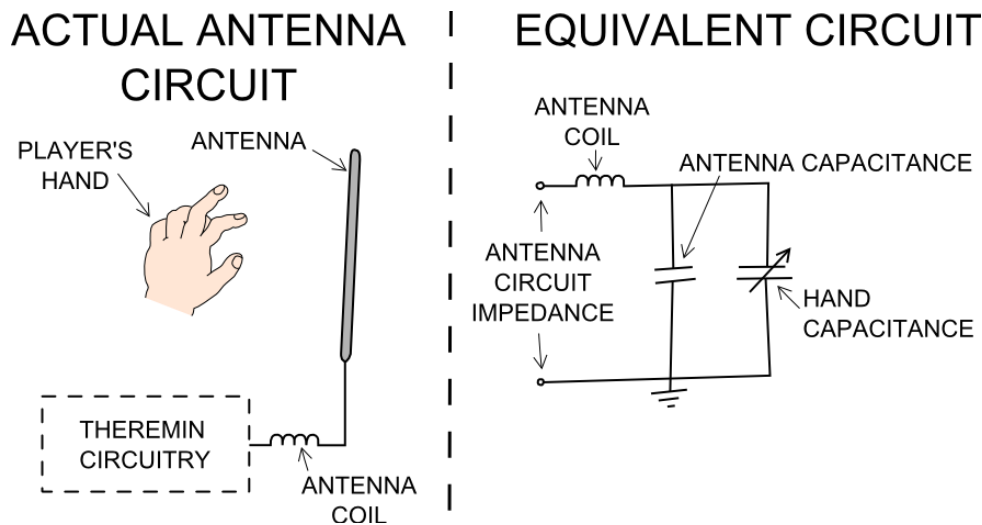 ACTUAL ANTENNA
CIRCUIT
PLAYER'S
HAND
ANTENNA
THEREMIN
CIRCUITRY
ANTENNA
COIL
EQUIVALENT CIRCUIT
ANTENNA
COIL
ANTENNA CAPACITANCE
ANTENNA
CIRCUIT
IMPEDANCE
HAND
CAPACITANCE